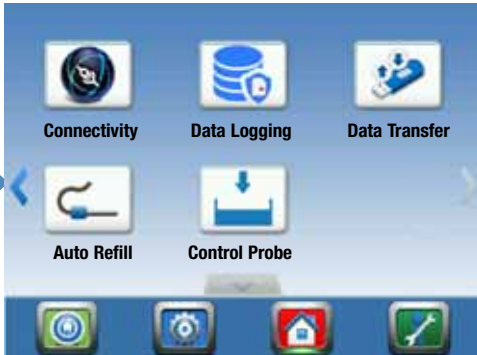 Connectivity Data Logging Data Transfer
Auto Refill Control Probe